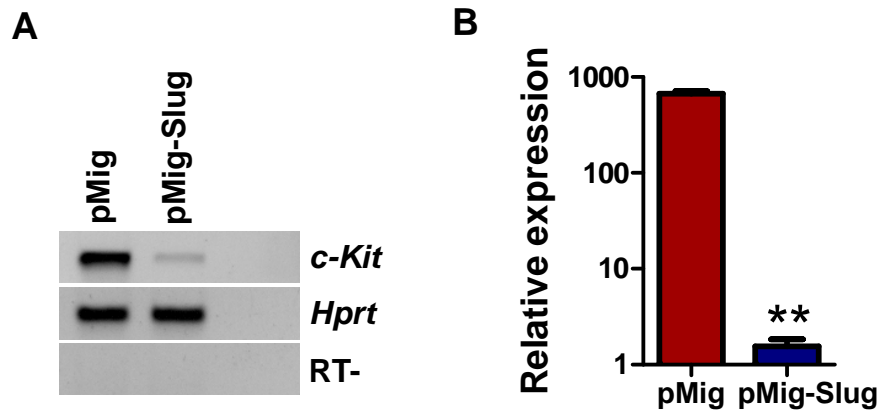 A
pMig
pMig-Slug
c-Kit
Hprt
RT-
B
Relative expression
1000
100
10
1
**
pMig
pMig-Slug